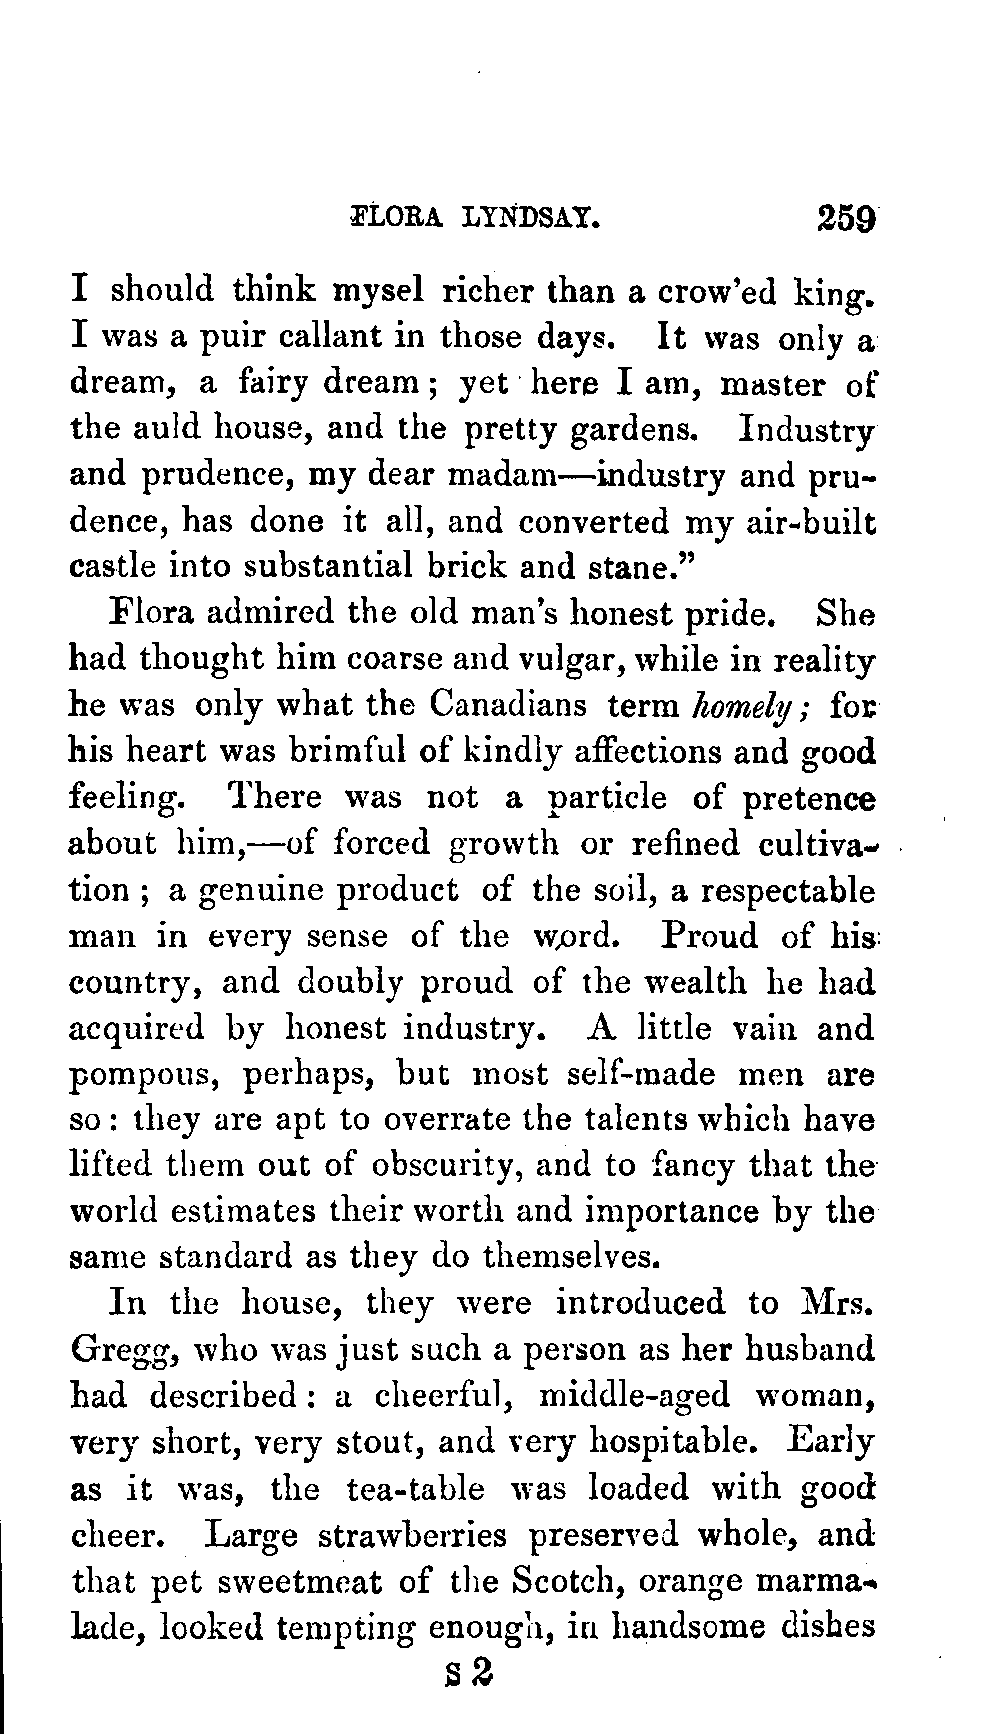 FLORA LYNDSAY. 259
I should think mysel richer than a crow'ed king.
I was a puir callant in those days. It was only a
dream, a fairy dream; yet here I am, master of
the auld house, and the pretty gardens. Industry
and prudence, my dear madam—industry and pru-
dence, has done it all, and converted my air-built
castle into substantial brick and stane."
Flora admired the old man's honest pride. She
had thought him coarse and vulgar, while in reality
he was only what the Canadians term homely; for
his heart was brimful of kindly affections and good
feeling. There was not a particle of pretence
about him,—of forced growth or refined cultiva-
tion; a genuine product of the soil, a respectable
man in every sense of the word. Proud of his
country, and doubly proud of the wealth he had
acquired by honest industry. A little vain and
pompous, perhaps, but most self-made men are
so: they are apt to overrate the talents which have
lifted them out of obscurity, and to fancy that the
world estimates their worth and importance by the
same standard as they do themselves.
In the house, they were introduced to Mrs.
Gregg, who was just such a person as her husband
had described: a cheerful, middle-aged woman,
very short, very stout, and very hospitable. Early
as it was, the tea-table was loaded with good
cheer. Large strawberries preserved whole, and
that pet sweetmeat of the Scotch, orange marma-
lade, looked tempting enough, in handsome dishes
S 2